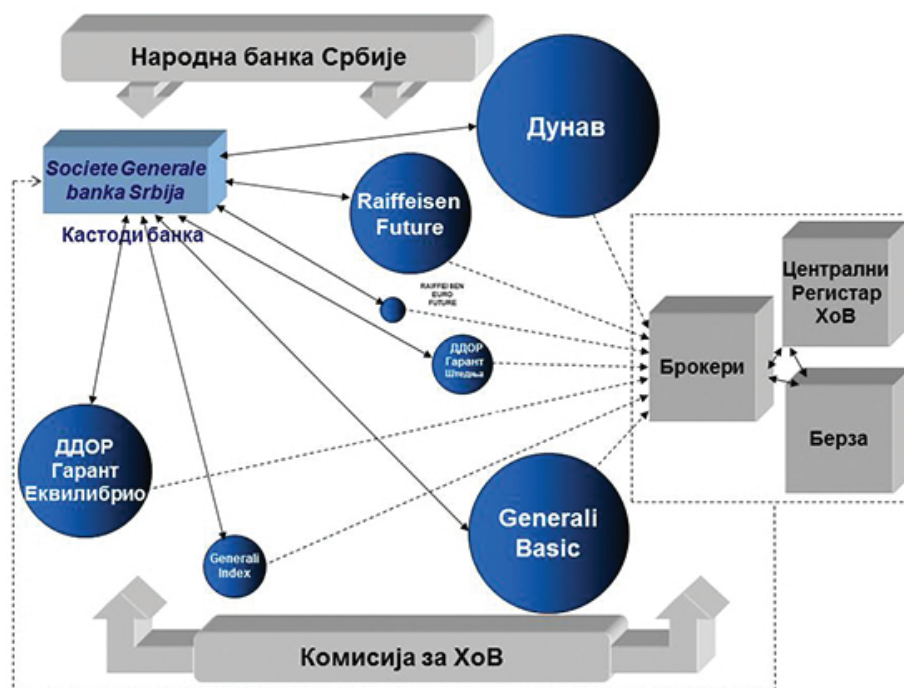 Народна банка Србије
Дунав
Societe Generale
banka Srbija
Кастоди банка
Raiffeisen
Future
RAIFFEISEN
EURO
FUTURE
Централни
Регистар
ХоВ
ДДОР
Гарант
Штедња
Брокери
Берза
ДДОР
Гарант
Еквилибрио
Generali
Basic
Generali
Index
Комисија за ХоВ